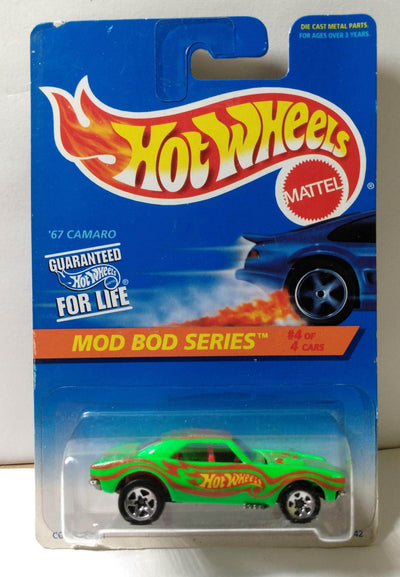 DIE CAST METAL PARTS.
FOR AGES OVER 3 YEARS.
HOT WHEELS
®
MATTEL
'67 CAMARO
GUARANTEED
Hot Wheels
FOR LIFE
MOD BOD SERIES™
#4 OF
4 CARS
HOT WHEELS